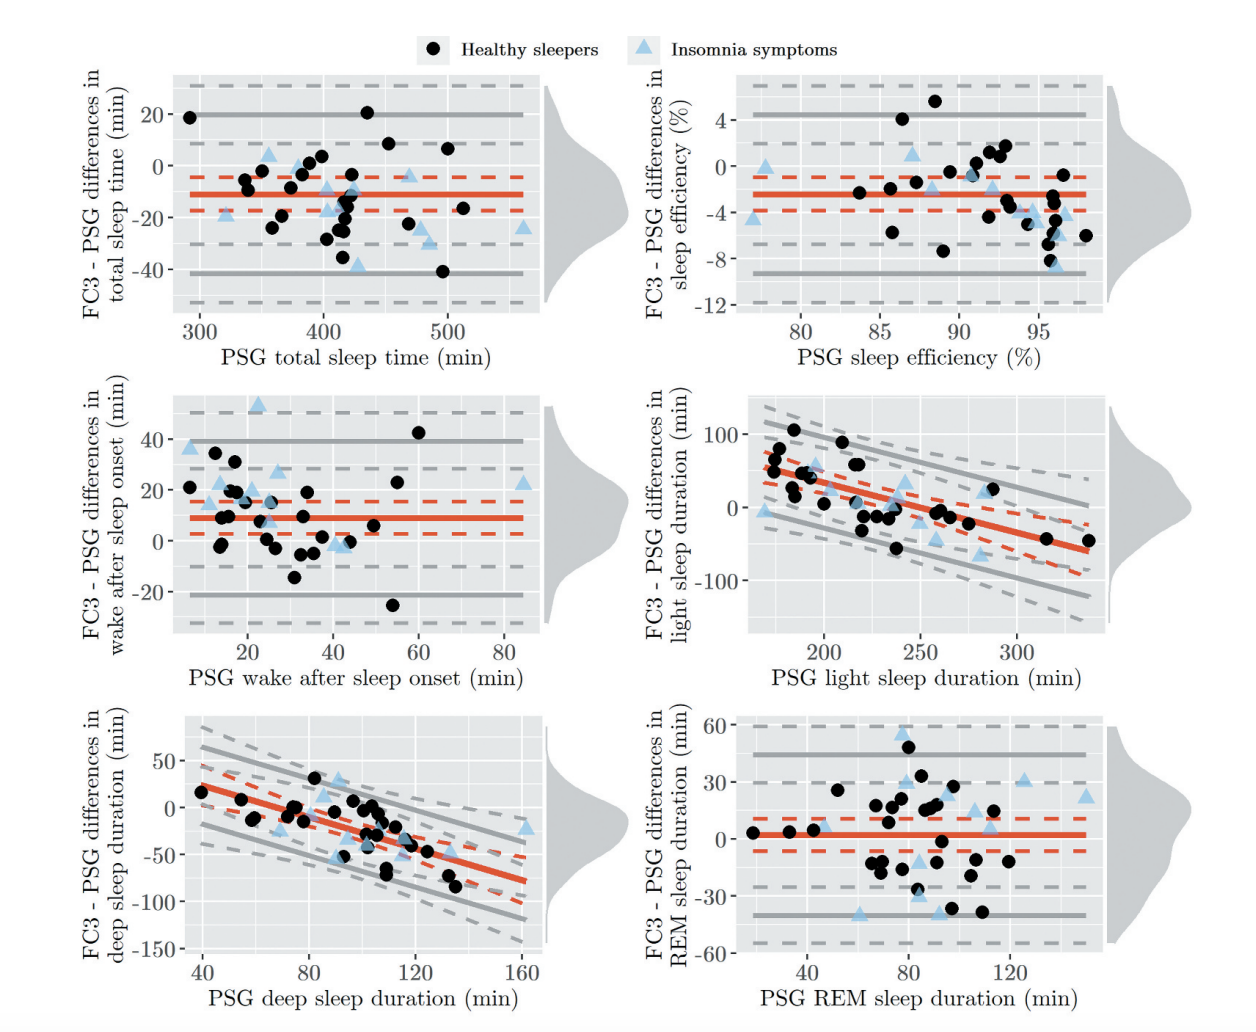 Healthy sleepers Insomnia symptoms
FC3 - PSG differences in
total sleep time (min)
20
0
-20
-40
300 400 500
PSG total sleep time (min)
FC3 - PSG differences in
sleep efficiency (%)
4
0
-4
-8
-12
80 85 90 95
PSG sleep efficiency (%)
FC3 - PSG differences in
wake after sleep onset (min)
40
20
0
-20
20 40 60 80
PSG wake after sleep onset (min)
FC3 - PSG differences in
light sleep duration (min)
100
0
-100
200 250 300
PSG light sleep duration (min)
FC3 - PSG differences in
deep sleep duration (min)
50
0
-50
-100
-150
40 80 120 160
PSG deep sleep duration (min)
FC3 - PSG differences in
REM sleep duration (min)
60
30
0
-30
-60
40 80 120
PSG REM sleep duration (min)